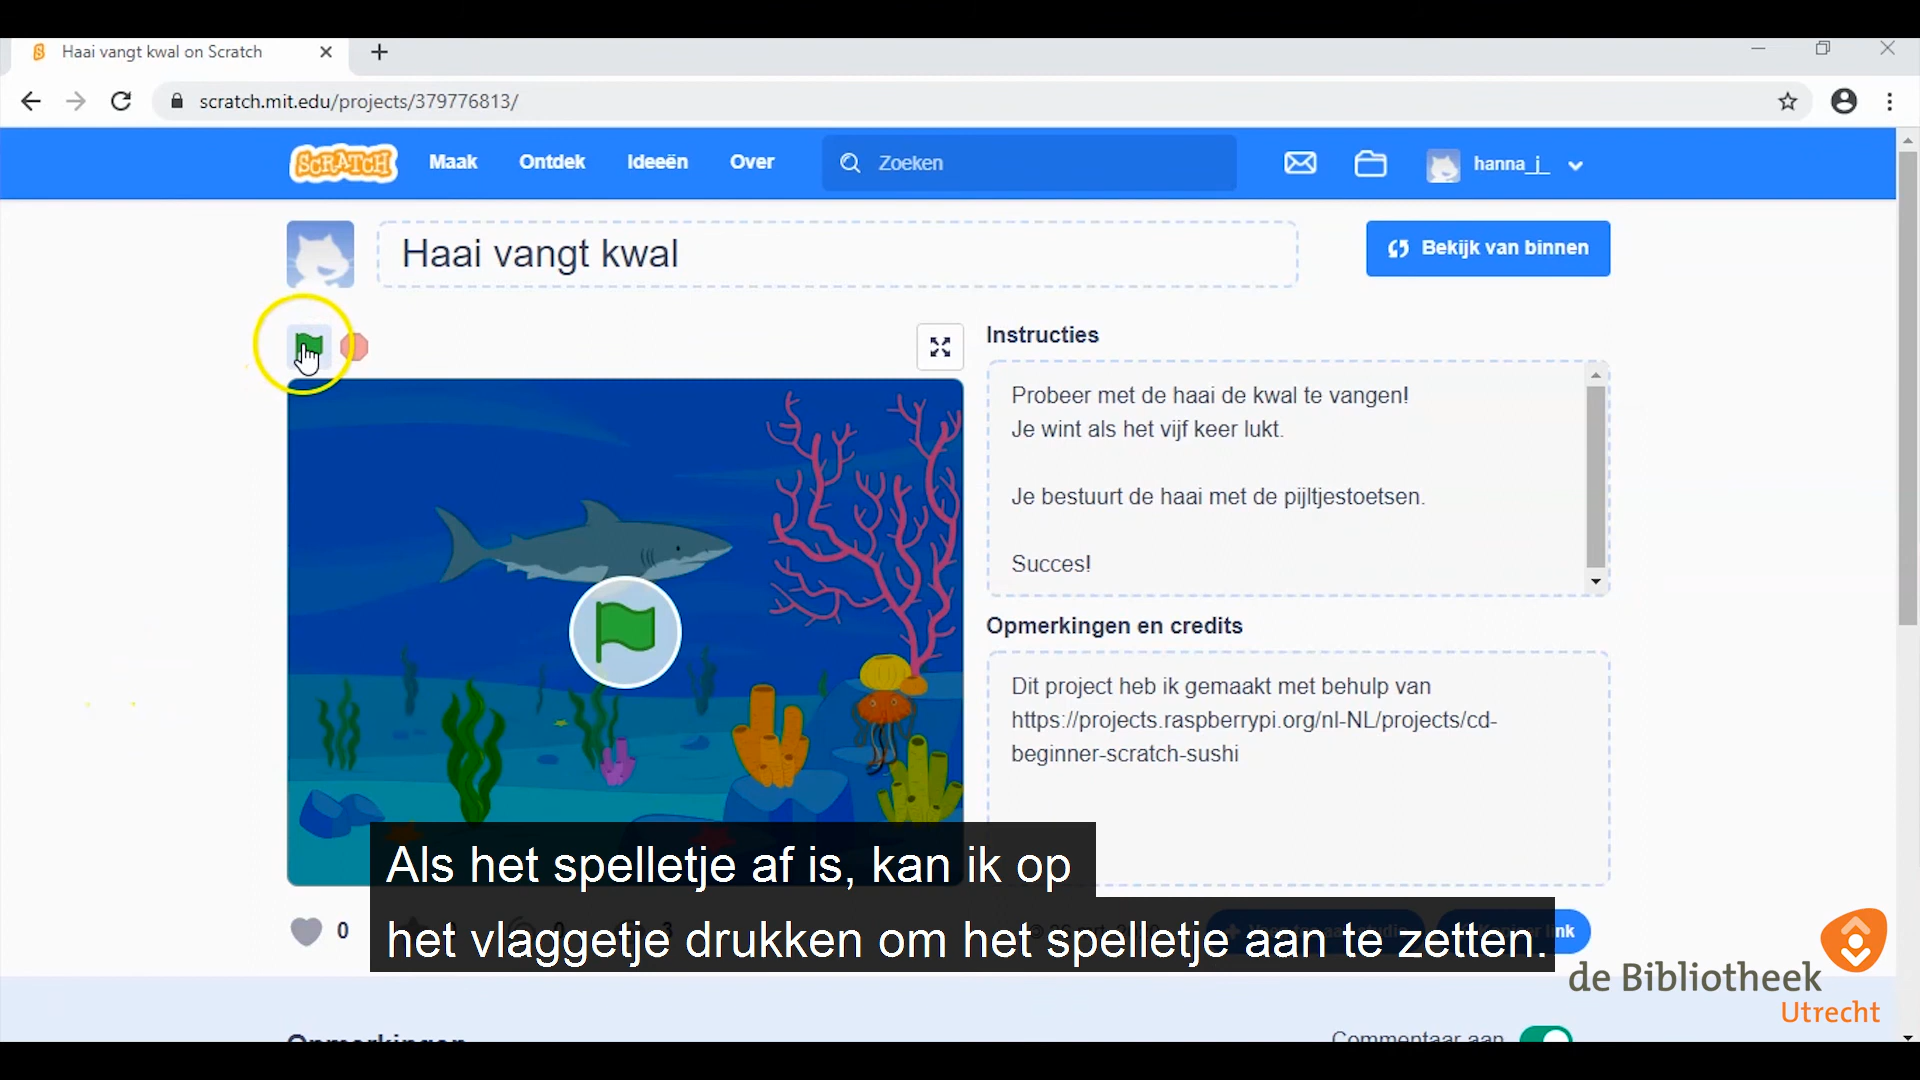 Haai vangt kwal on Scratch
scratch.mit.edu/projects/379776813/
SCRATCH Maak Ontdek Ideeën Over Zoeken hanna_j_
Haai vangt kwal
Bekijk van binnen
Instructies
Probeer met de haai de kwal te vangen!
Je wint als het vijf keer lukt.
Je bestuurt de haai met de pijltjestoetsen.
Succes!
Opmerkingen en credits
Dit project heb ik gemaakt met behulp van
https://projects.raspberrypi.org/nl-NL/projects/cd-
beginner-scratch-sushi
Als het spelletje af is, kan ik op
het vlaggetje drukken om het spelletje aan te zetten.
0
link
de Bibliotheek
Utrecht
Opmerkingen
Commentaar aan